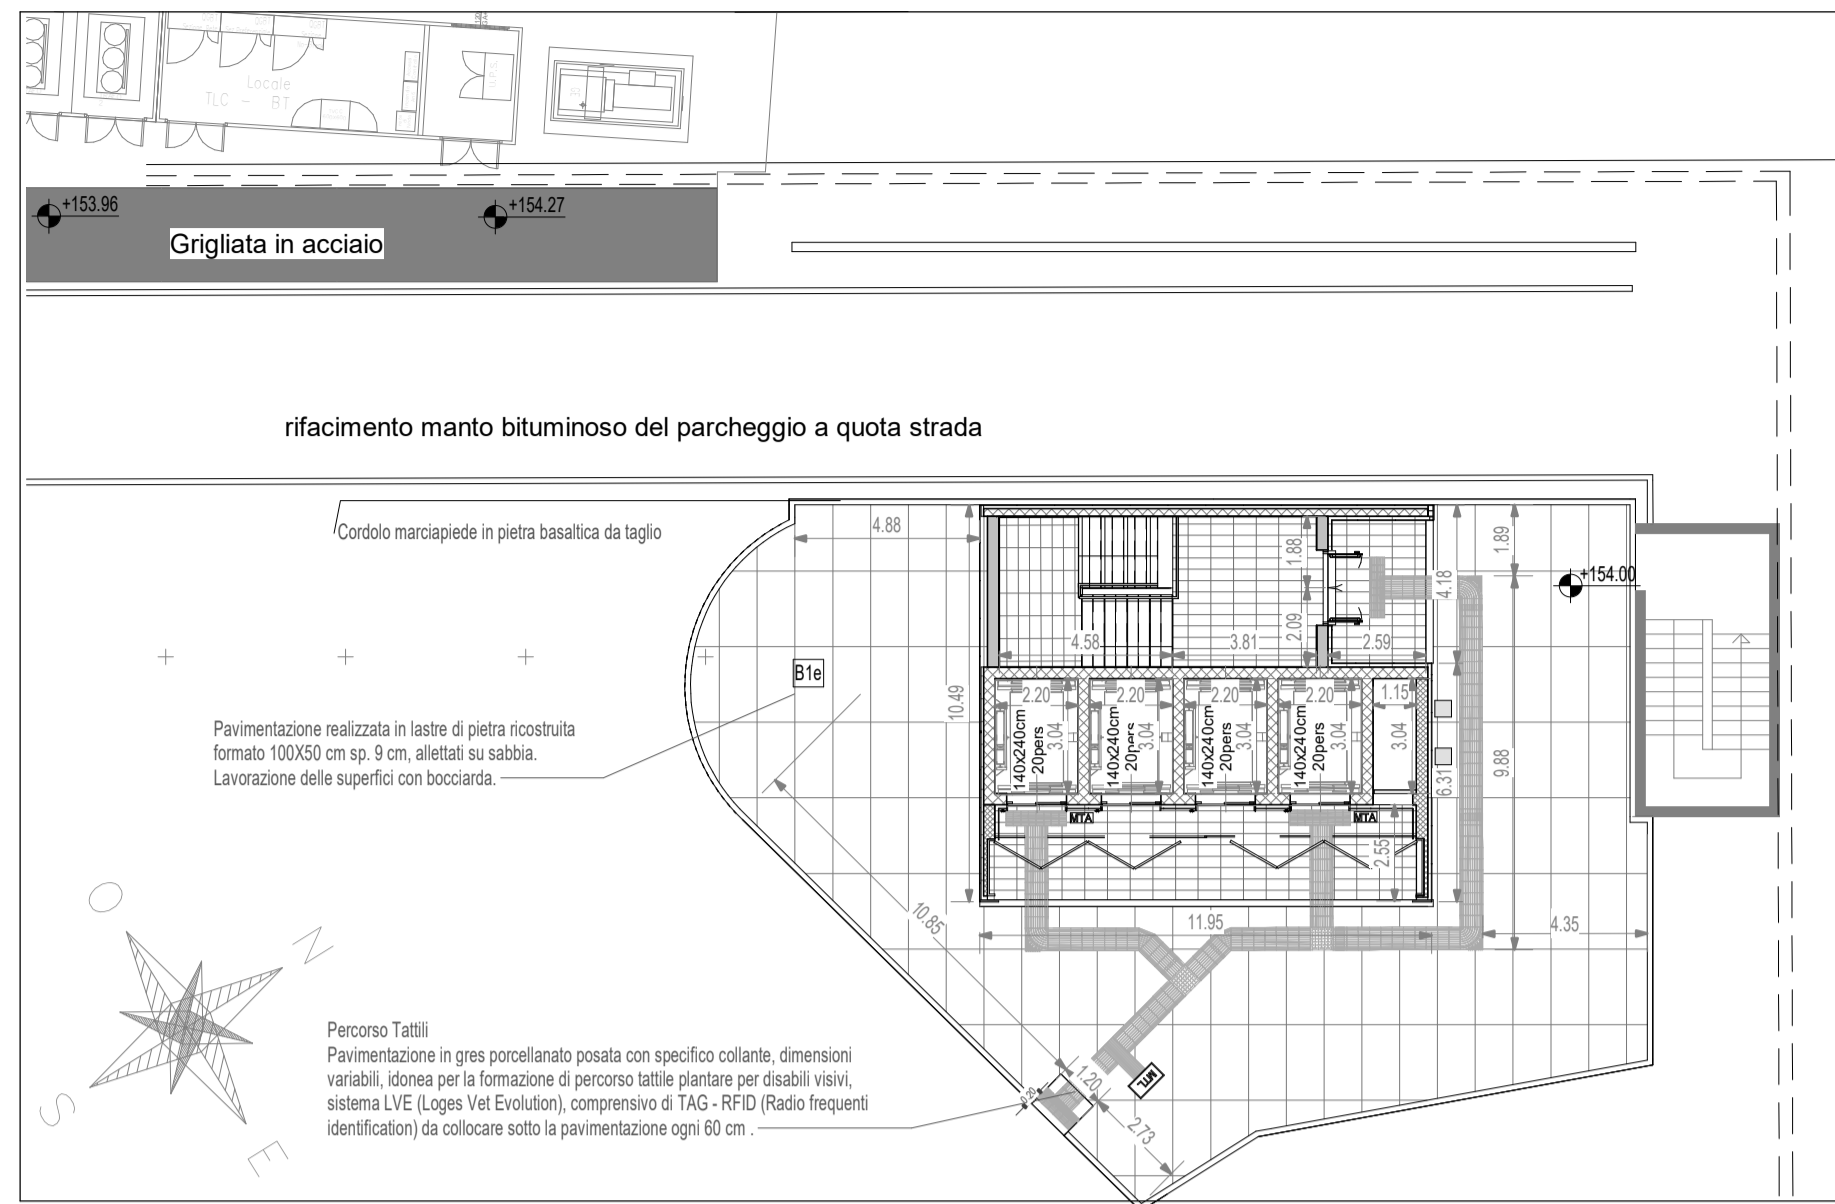 Locale
TLC - BT
U.P.S.
+153.96
+154.27
Grigliata in acciaio
rifacimento manto bituminoso del parcheggio a quota strada
Cordolo marciapiede in pietra basaltica da taglio
4.88
1.88
1.89
4.18
+154.00
2.09
4.58
3.81
2.59
B1e
10.49
2.20
2.20
2.20
2.20
1.15
140x240cm
20pers
3.04
140x240cm
20pers
3.04
140x240cm
20pers
3.04
140x240cm
20pers
3.04
3.04
6.31
9.88
Pavimentazione realizzata in lastre di pietra ricostruita
formato 100X50 cm sp. 9 cm, allettati su sabbia.
Lavorazione delle superfici con bocciarda.
MTA
MTA
2.55
10.85
11.95
4.35
O
N
S
E
Percorso Tattili
Pavimentazione in gres porcellanato posata con specifico collante, dimensioni
variabili, idonea per la formazione di percorso tattile plantare per disabili visivi,
sistema LVE (Loges Vet Evolution), comprensivo di TAG - RFID (Radio frequenti
identification) da collocare sotto la pavimentazione ogni 60 cm .
0.20
1.20
MTL
2.73